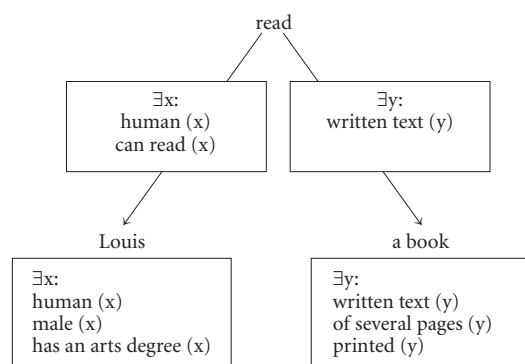 read
∃x:
human (x)
can read (x)
∃y:
written text (y)
Louis
∃x:
human (x)
male (x)
has an arts degree (x)
a book
∃y:
written text (y)
of several pages (y)
printed (y)